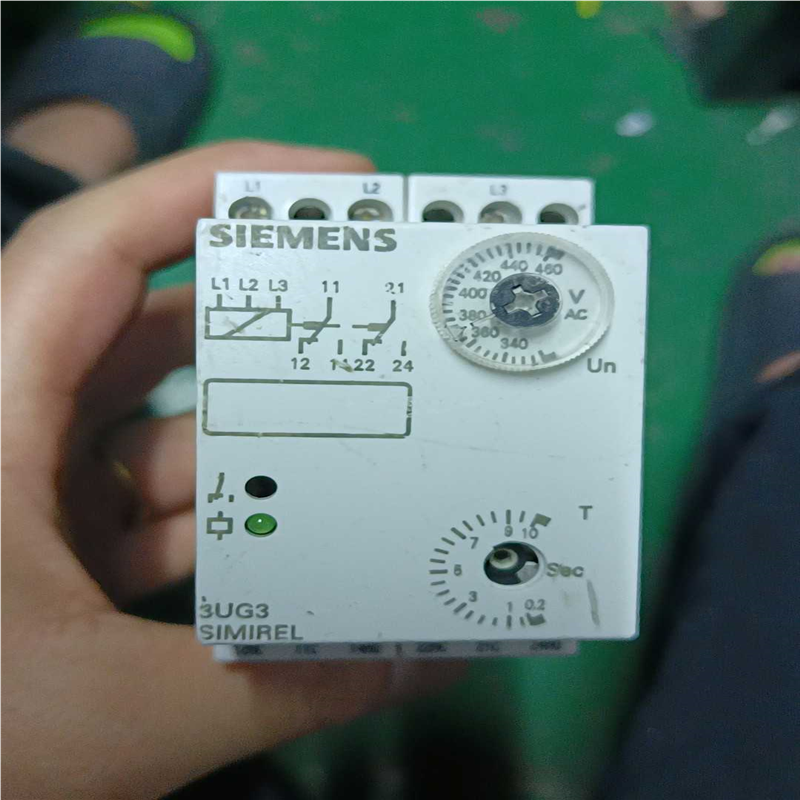 L1 L2 L3
SIEMENS
L1 L2 L3 11 21
12 14 22 24
440 460
420
400
380
360
340
V
AC
Un
T
9 10
7
3
1 0.2
Sec
3UG3
SIMIREL